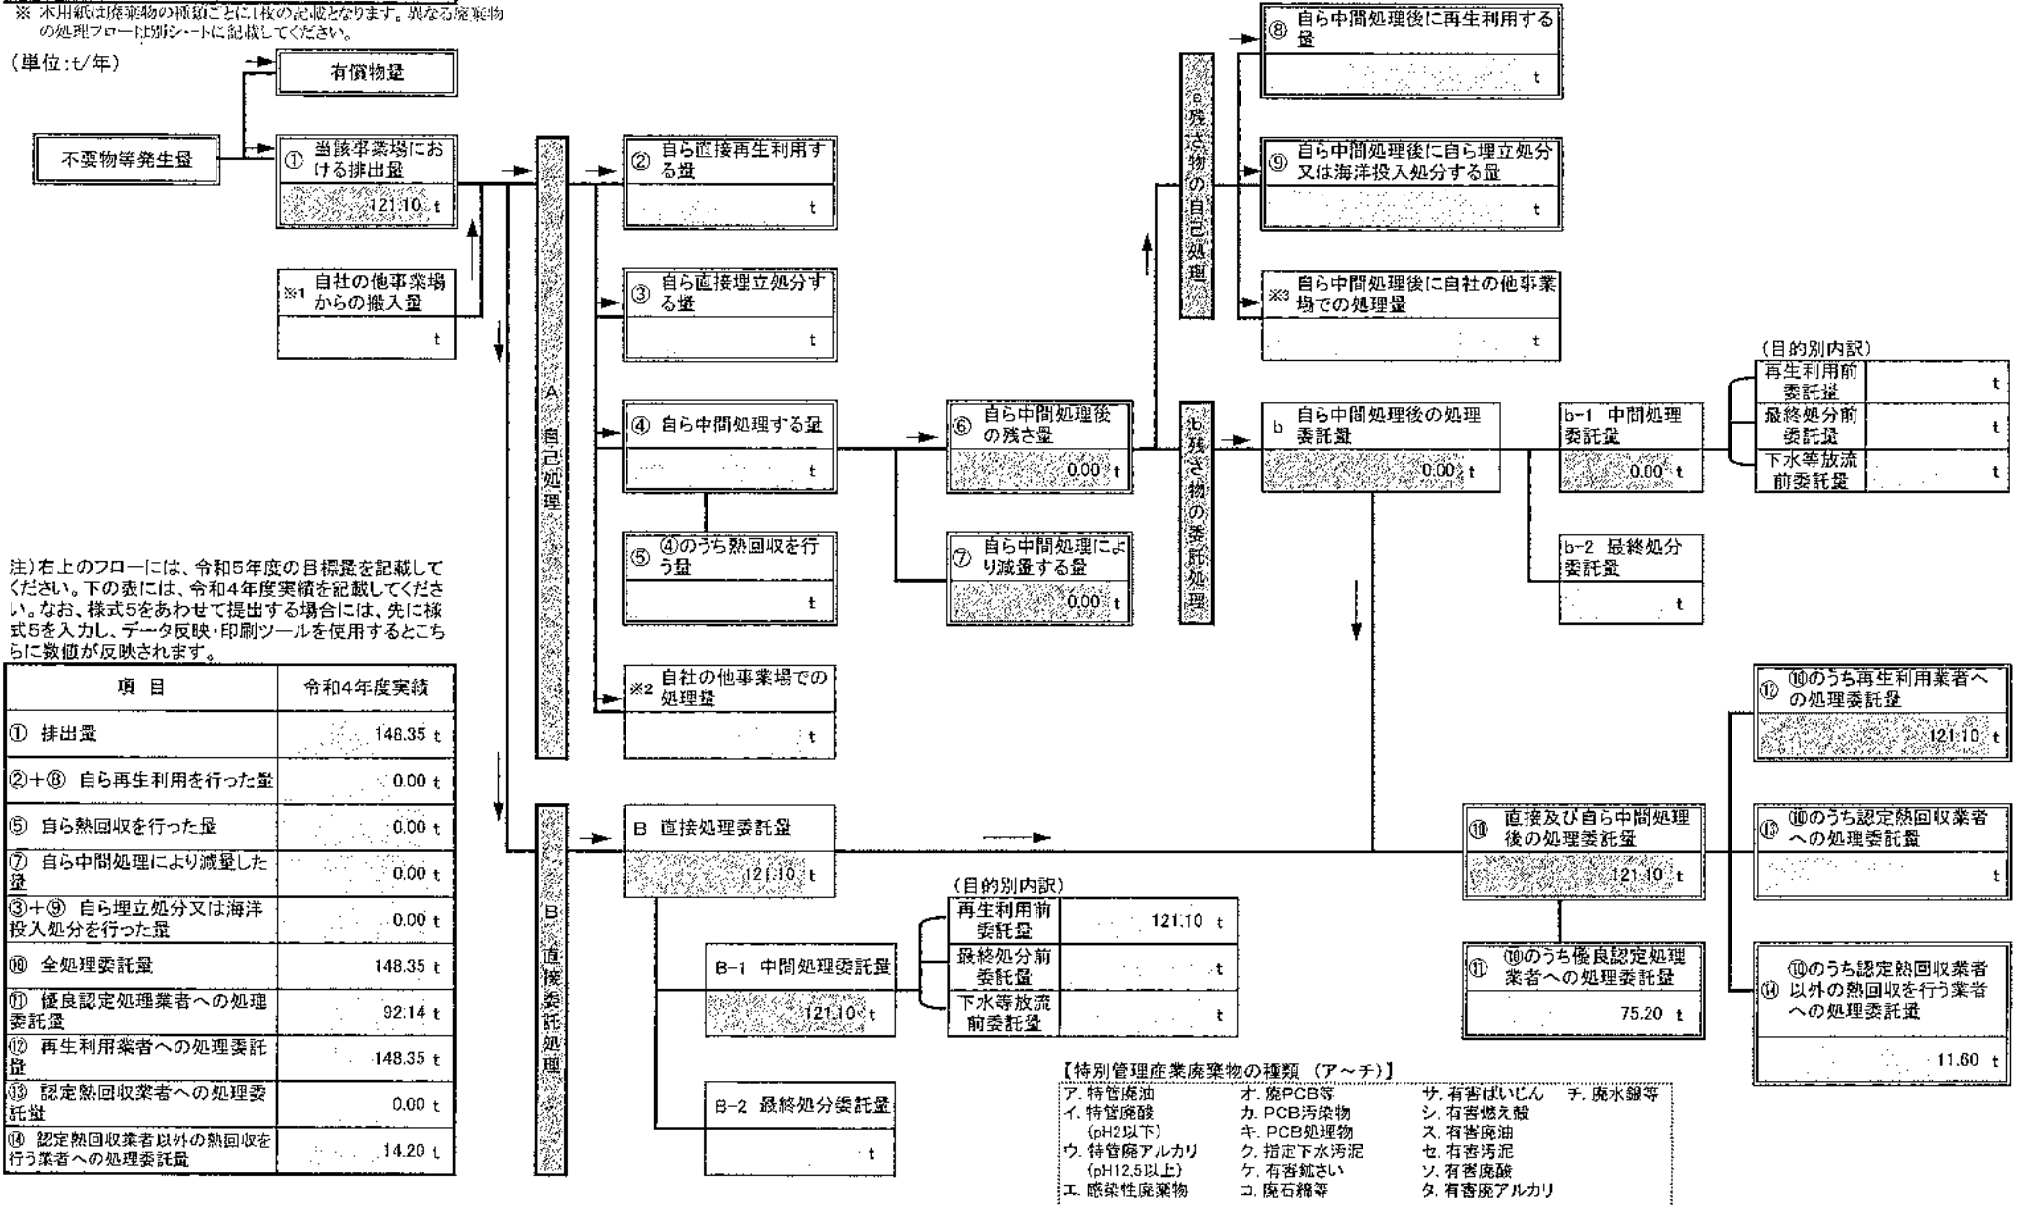 ※ 本用紙は廃棄物の種類ごとに1枚の記載となります。異なる廃棄物
の処理フローは別シートに記載してください。
(単位:t/年)
有償物量
不要物等発生量
① 当該事業場にお
ける排出量
121.10 t
※1 自社の他事業場
からの搬入量
t
A 自己処理
② 自ら直接再生利用す
る量
t
③ 自ら直接埋立処分す
る量
t
④ 自ら中間処理する量
t
⑤ ④のうち熱回収を行
う量
t
※2 自社の他事業場での
処理量
t
⑥ 自ら中間処理後
の残さ量
0.00 t
⑦ 自ら中間処理によ
り減量する量
0.00 t
a 残さ物の自己処理
⑧ 自ら中間処理後に再生利用する
量
t
⑨ 自ら中間処理後に自ら埋立処分
又は海洋投入処分する量
t
※3 自ら中間処理後に自社の他事業
場での処理量
t
b 残さ物の委託処理
b 自ら中間処理後の処理
委託量
0.00 t
b-1 中間処理
委託量
0.00 t
b-2 最終処分
委託量
t
(目的別内訳)
再生利用前
委託量 t
最終処分前
委託量 t
下水等放流
前委託量 t
注)右上のフローには、令和5年度の目標量を記載して
ください。下の表には、令和4年度実績を記載してくださ
い。なお、様式5をあわせて提出する場合には、先に様
式5を入力し、データ反映・印刷ツールを使用するとこち
らに数値が反映されます。
項 目 令和4年度実績
① 排出量 148.35 t
②+⑧ 自ら再生利用を行った量 0.00 t
⑤ 自ら熱回収を行った量 0.00 t
⑦ 自ら中間処理により減量した
量 0.00 t
③+⑨ 自ら埋立処分又は海洋
投入処分を行った量 0.00 t
⑩ 全処理委託量 148.35 t
⑪ 優良認定処理業者への処理
委託量 92.14 t
⑫ 再生利用業者への処理委託
量 148.35 t
⑬ 認定熱回収業者への処理委
託量 0.00 t
⑭ 認定熱回収業者以外の熱回収を
行う業者への処理委託量 14.20 t
B 直接委託処理
B 直接処理委託量
121.10 t
B-1 中間処理委託量
121.10 t
B-2 最終処分委託量
t
(目的別内訳)
再生利用前
委託量 121.10 t
最終処分前
委託量 t
下水等放流
前委託量 t
⑩ 直接及び自ら中間処理
後の処理委託量
121.10 t
⑪ ⑩のうち優良認定処理
業者への処理委託量
75.20 t
⑫ ⑩のうち再生利用業者へ
の処理委託量
121.10 t
⑬ ⑩のうち認定熱回収業者
への処理委託量
t
⑭ ⑩のうち認定熱回収業者
以外の熱回収を行う業者
への処理委託量
11.60 t
【特別管理産業廃棄物の種類 (ア~チ)】
ア. 特管廃油 オ. 廃PCB等 サ. 有害ばいじん チ. 廃水銀等
イ. 特管廃酸 カ. PCB汚染物 シ. 有害燃え殻
(pH2以下) キ. PCB処理物 ス. 有害廃油
ウ. 特管廃アルカリ ク. 指定下水汚泥 セ. 有害汚泥
(pH12.5以上) ケ. 有害鉱さい ソ. 有害廃酸
エ. 感染性廃棄物 コ. 廃石綿等 タ. 有害廃アルカリ